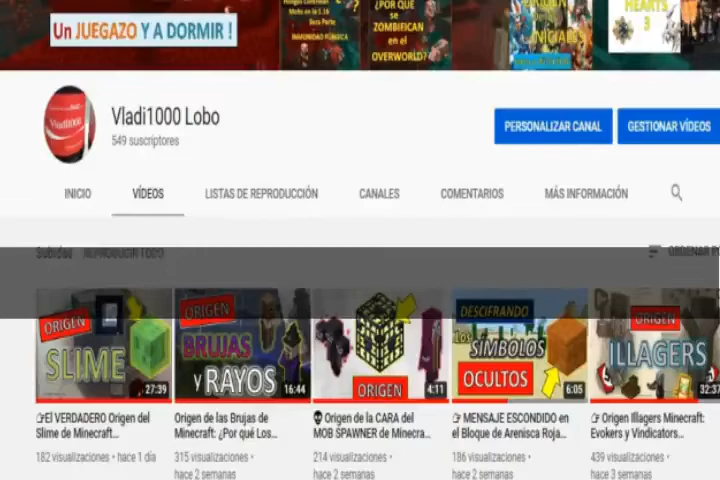 Un JUEGAZO Y A DORMIR !
¿POR QUÉ
se
ZOMBIFICAN
en el
OVERWORLD?
HEARTS
3
Vladi1000 Lobo
549 suscriptores
PERSONALIZAR CANAL
GESTIONAR VÍDEOS
INICIO
VÍDEOS
LISTAS DE REPRODUCCIÓN
CANALES
COMENTARIOS
MÁS INFORMACIÓN
Subidas
REPRODUCIR TODO
ORDENAR
ORIGEN
SLIME
27:39
ORIGEN
BRUJAS
y RAYOS
16:44
ORIGEN
4:11
DESCIFRANDO
los SÍMBOLOS
OCULTOS
6:05
ORIGEN
ILLAGERS
32:37
El VERDADERO Origen del
Slime de Minecraft...
182 visualizaciones • hace 1 día
Origen de las Brujas de
Minecraft: ¿Por qué Los...
315 visualizaciones •
hace 2 semanas
Origen de la CARA del
MOB SPAWNER de Minecra...
214 visualizaciones •
hace 2 semanas
MENSAJE ESCONDIDO en
el Bloque de Arenisca Roja...
186 visualizaciones •
hace 2 semanas
Origen Illagers Minecraft:
Evokers y Vindicators...
439 visualizaciones •
hace 3 semanas